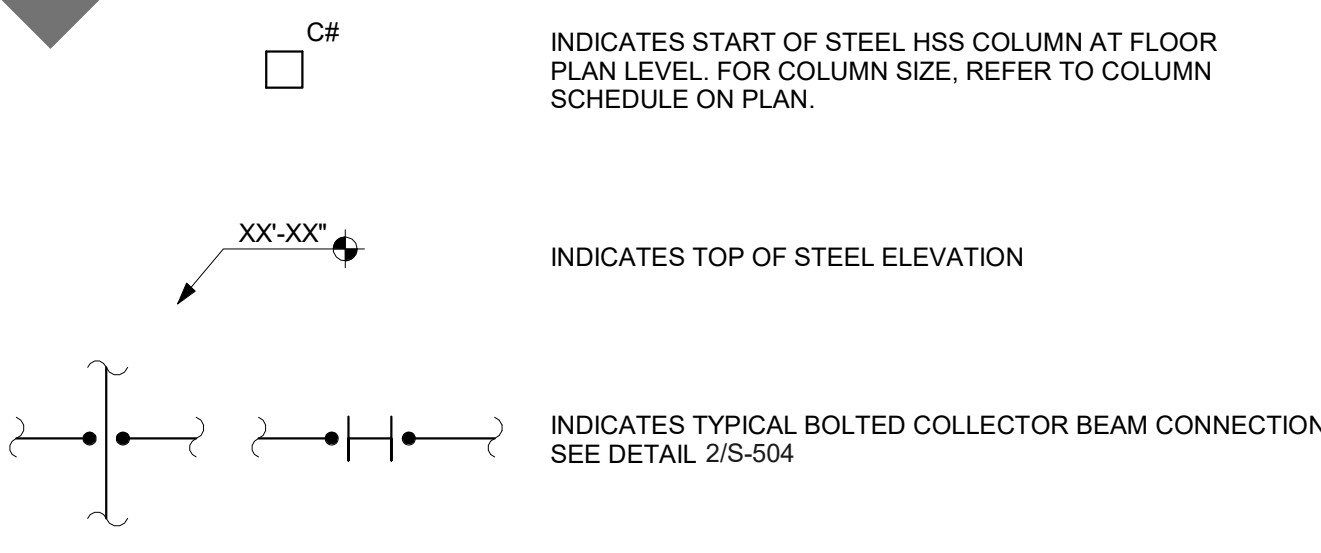 C#
INDICATES START OF STEEL HSS COLUMN AT FLOOR
PLAN LEVEL. FOR COLUMN SIZE, REFER TO COLUMN
SCHEDULE ON PLAN.
XX'-XX"
INDICATES TOP OF STEEL ELEVATION
INDICATES TYPICAL BOLTED COLLECTOR BEAM CONNECTION
SEE DETAIL 2/S-504